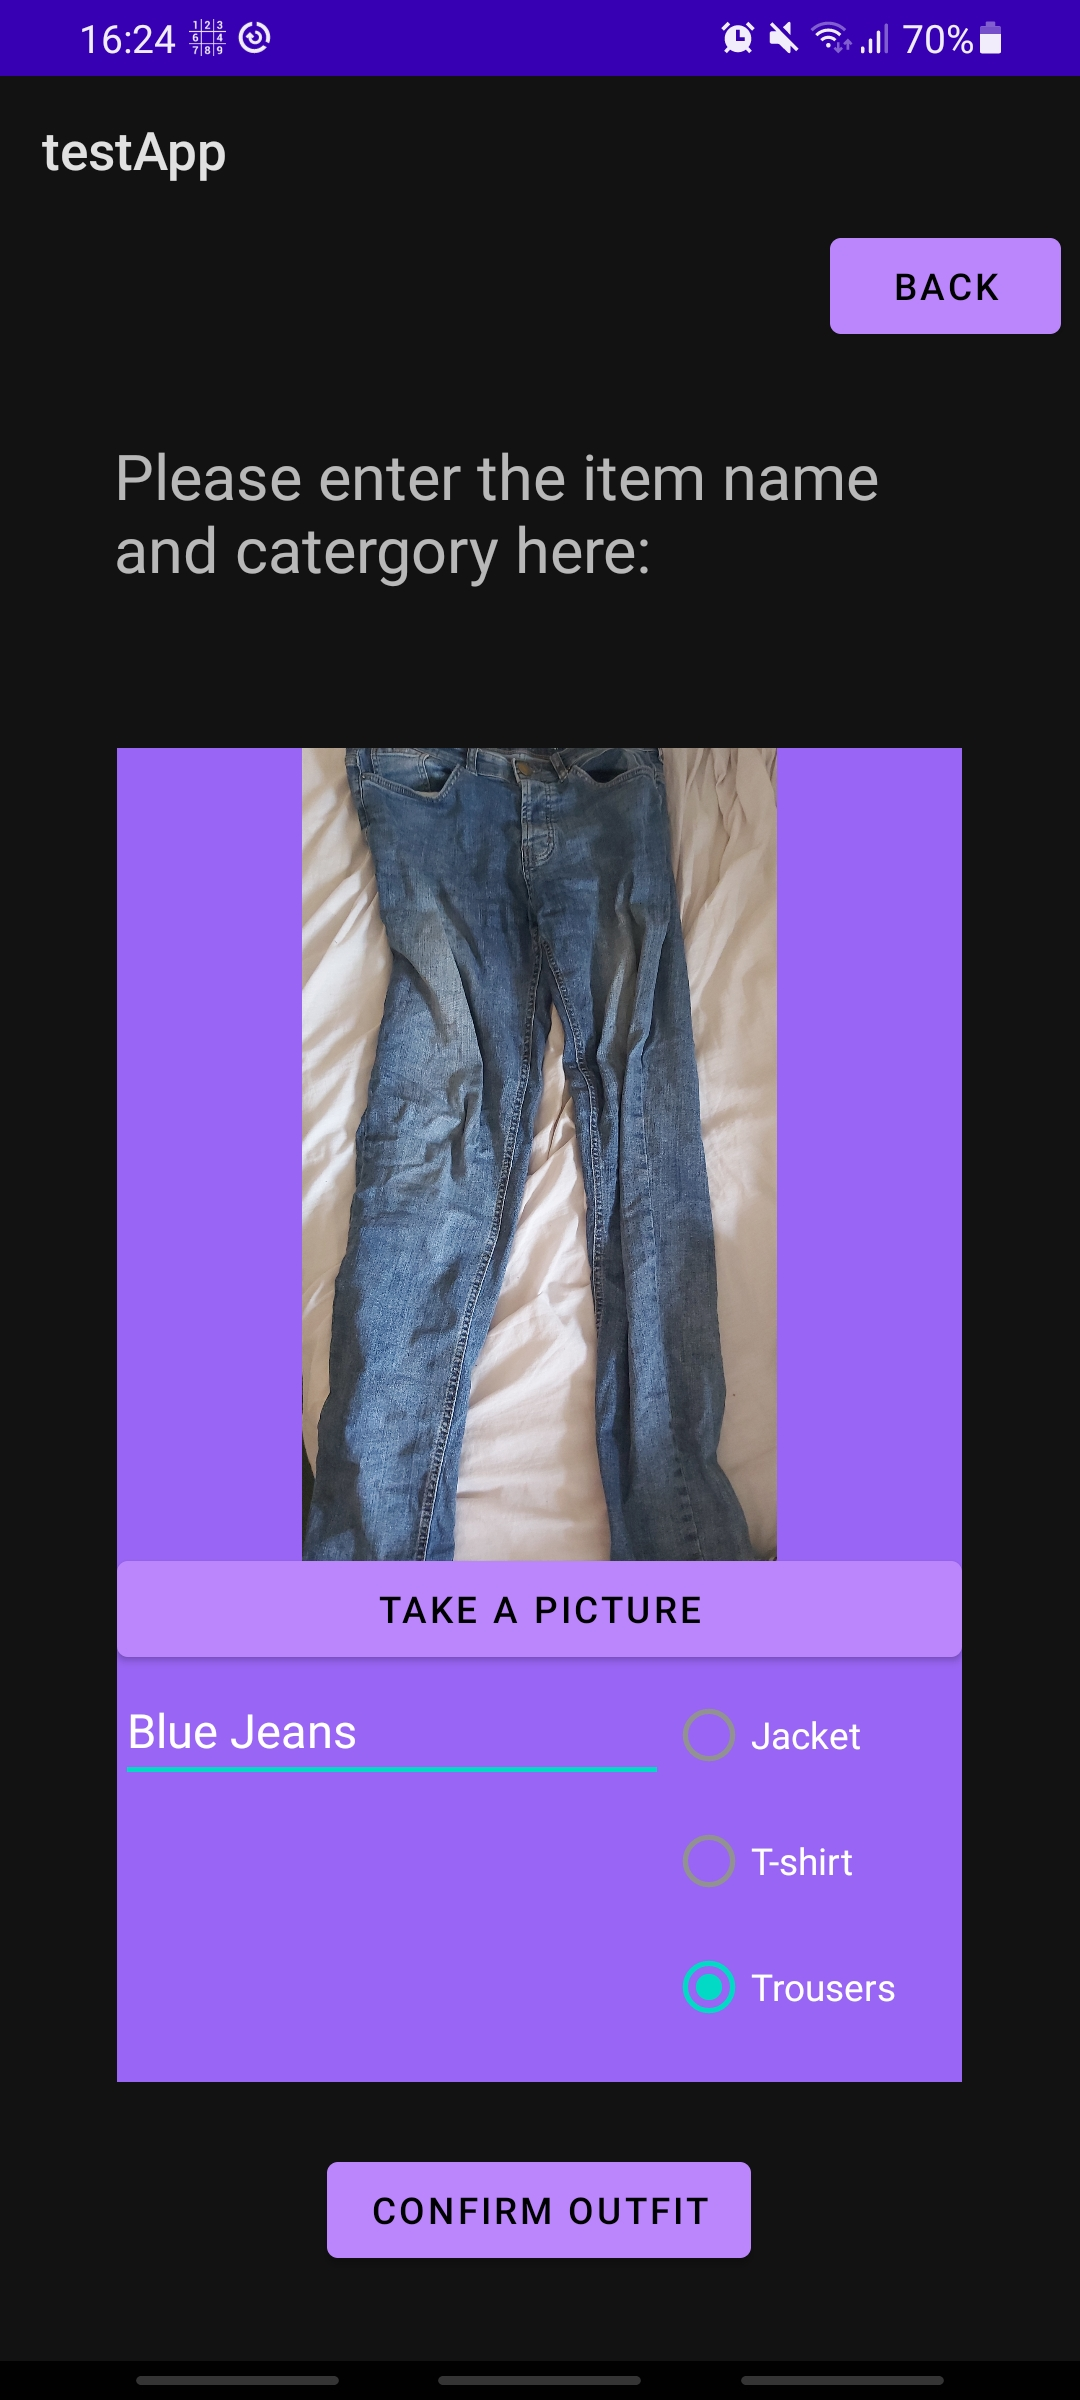 16:24 70%
testApp
BACK
Please enter the item name
and catergory here:
TAKE A PICTURE
Blue Jeans
Jacket
T-shirt
Trousers
CONFIRM OUTFIT